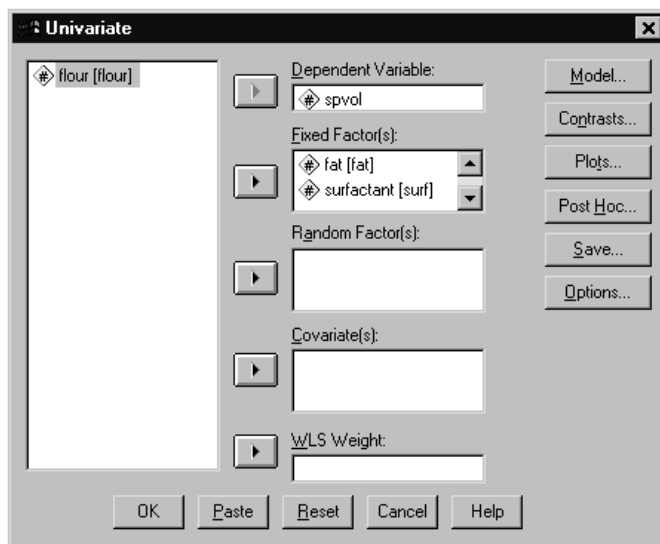 Univariate
flour [flour]
Dependent Variable:
spvol
Fixed Factor(s):
fat [fat]
surfactant [surf]
Random Factor(s):
Covariate(s):
WLS Weight:
Model...
Contrasts...
Plots...
Post Hoc...
Save...
Options...
OK
Paste
Reset
Cancel
Help